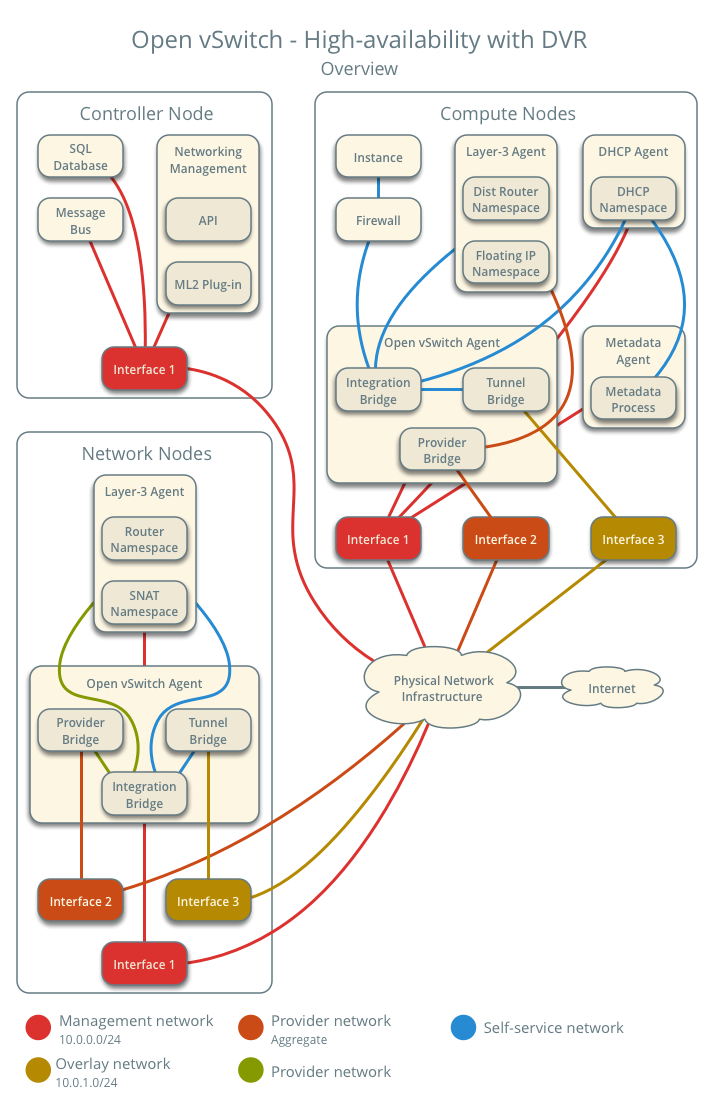 Open vSwitch - High-availability with DVR
Overview
Controller Node
SQL
Database
Networking
Management
Message
Bus
API
ML2 Plug-in
Interface 1
Compute Nodes
Instance
Layer-3 Agent
DHCP Agent
Dist Router
Namespace
DHCP
Namespace
Firewall
Floating IP
Namespace
Open vSwitch Agent
Metadata
Agent
Integration
Bridge
Tunnel
Bridge
Metadata
Process
Provider
Bridge
Interface 1
Interface 2
Interface 3
Network Nodes
Layer-3 Agent
Router
Namespace
SNAT
Namespace
Open vSwitch Agent
Provider
Bridge
Tunnel
Bridge
Integration
Bridge
Interface 2
Interface 3
Interface 1
Physical Network
Infrastructure
Internet
Management network
10.0.0.0/24
Provider network
Aggregate
Self-service network
Overlay network
10.0.1.0/24
Provider network